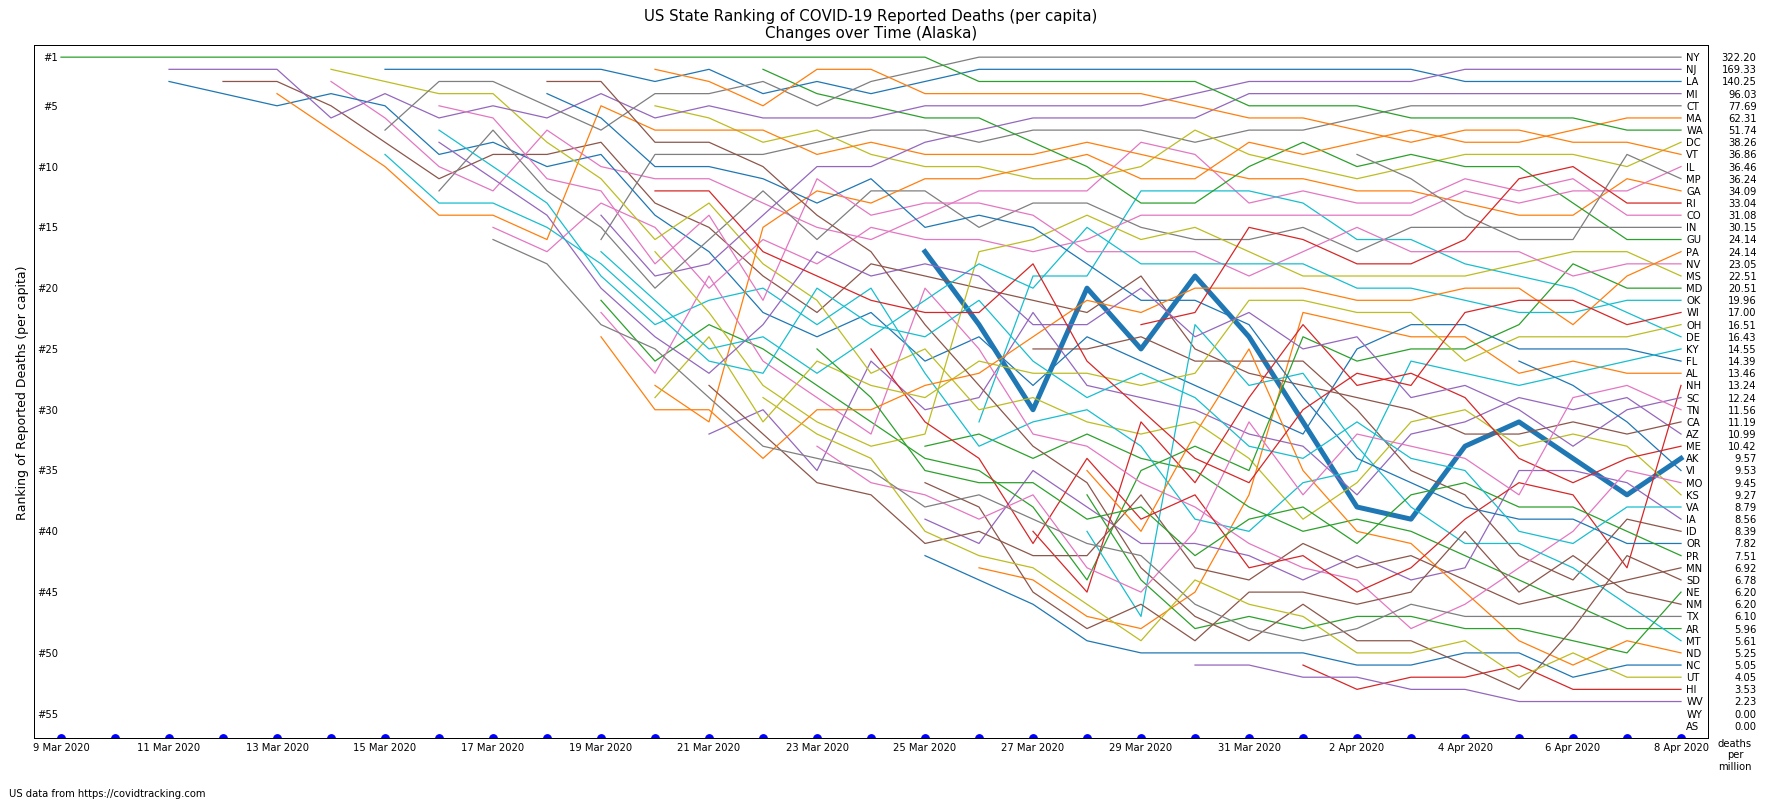 US State Ranking of COVID-19 Reported Deaths (per capita)
Changes over Time (Alaska)
Ranking of Reported Deaths (per capita)
#1
#5
#10
#15
#20
#25
#30
#35
#40
#45
#50
#55
NY 322.20
NJ 169.33
LA 140.25
MI 96.03
CT 77.69
MA 62.31
WA 51.74
DC 38.26
VT 36.86
IL 36.46
MP 36.24
GA 34.09
RI 33.04
CO 31.08
IN 30.15
GU 24.14
PA 24.14
NV 23.05
MS 22.51
MD 20.51
OK 19.96
WI 17.00
OH 16.51
DE 16.43
KY 14.55
FL 14.39
AL 13.46
NH 13.24
SC 12.24
TN 11.56
CA 11.19
AZ 10.99
ME 10.42
AK 9.57
VI 9.53
MO 9.45
KS 9.27
VA 8.79
IA 8.56
ID 8.39
OR 7.82
PR 7.51
MN 6.92
SD 6.78
NE 6.20
NM 6.20
TX 6.10
AR 5.96
MT 5.61
ND 5.25
NC 5.05
UT 4.05
HI 3.53
WV 2.23
WY 0.00
AS 0.00
9 Mar 2020 11 Mar 2020 13 Mar 2020 15 Mar 2020 17 Mar 2020 19 Mar 2020 21 Mar 2020 23 Mar 2020 25 Mar 2020 27 Mar 2020 29 Mar 2020 31 Mar 2020 2 Apr 2020 4 Apr 2020 6 Apr 2020 8 Apr 2020
deaths
per
million
US data from https://covidtracking.com